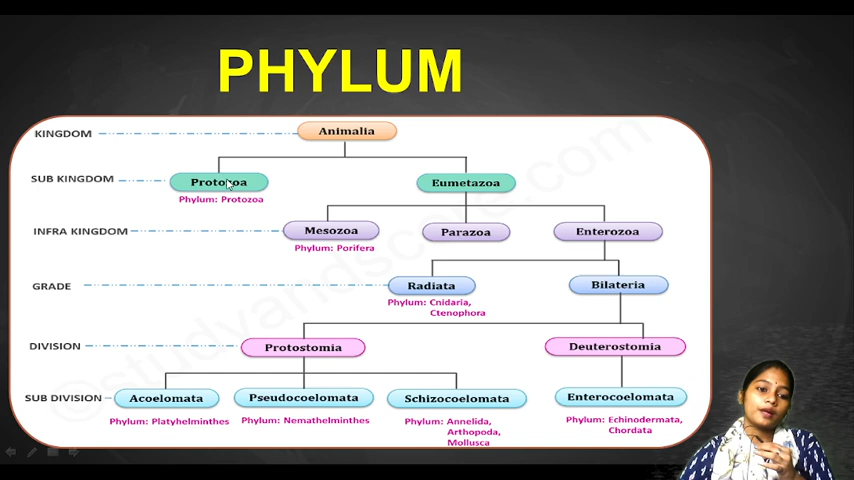 PHYLUM
KINGDOM Animalia
SUB KINGDOM Protozoa Eumetazoa
Phylum: Protozoa
INFRA KINGDOM Mesozoa Parazoa Enterozoa
Phylum: Porifera
GRADE Radiata Bilateria
Phylum: Cnidaria,
Ctenophora
DIVISION Protostomia Deuterostomia
SUB DIVISION Acoelomata Pseudocoelomata Schizocoelomata Enterocoelomata
Phylum: Platyhelminthes Phylum: Nemathelminthes Phylum: Annelida, Phylum: Echinodermata,
Arthopoda, Chordata
Mollusca
©studyandscore.com